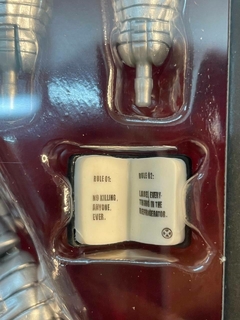 RULE 01:
NO KILLING.
ANYONE.
EVER.
RULE 02:
LABEL EVERY
THING IN THE
REFRIGERATOR.